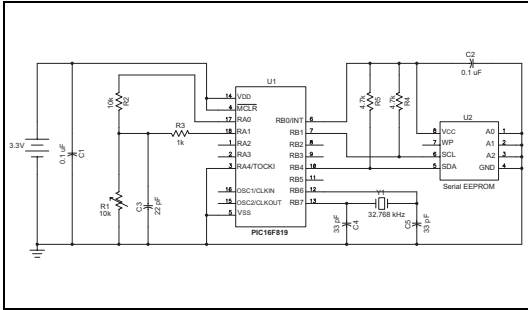 C2
0.1 uF
U1
U2
3.3V
0.1 uF
C1
10k
R2
R1
10k
C3
22 pF
R3
1k
14 VDD
4 MCLR
17 RA0
18 RA1
1 RA2
2 RA3
3 RA4/TOCKI
16 OSC1/CLKIN
15 OSC2/CLKOUT
5 VSS
RB0/INT 6
RB1 7
RB2 8
RB3 9
RB4 10
RB5 11
RB6 12
RB7 13
PIC16F819
4.7k
R5
4.7k
R4
8 VCC
7 WP
6 SCL
5 SDA
A0 1
A1 2
A2 3
GND 4
Serial EEPROM
Y1
32.768 kHz
33 pF
C4
C5
33 pF